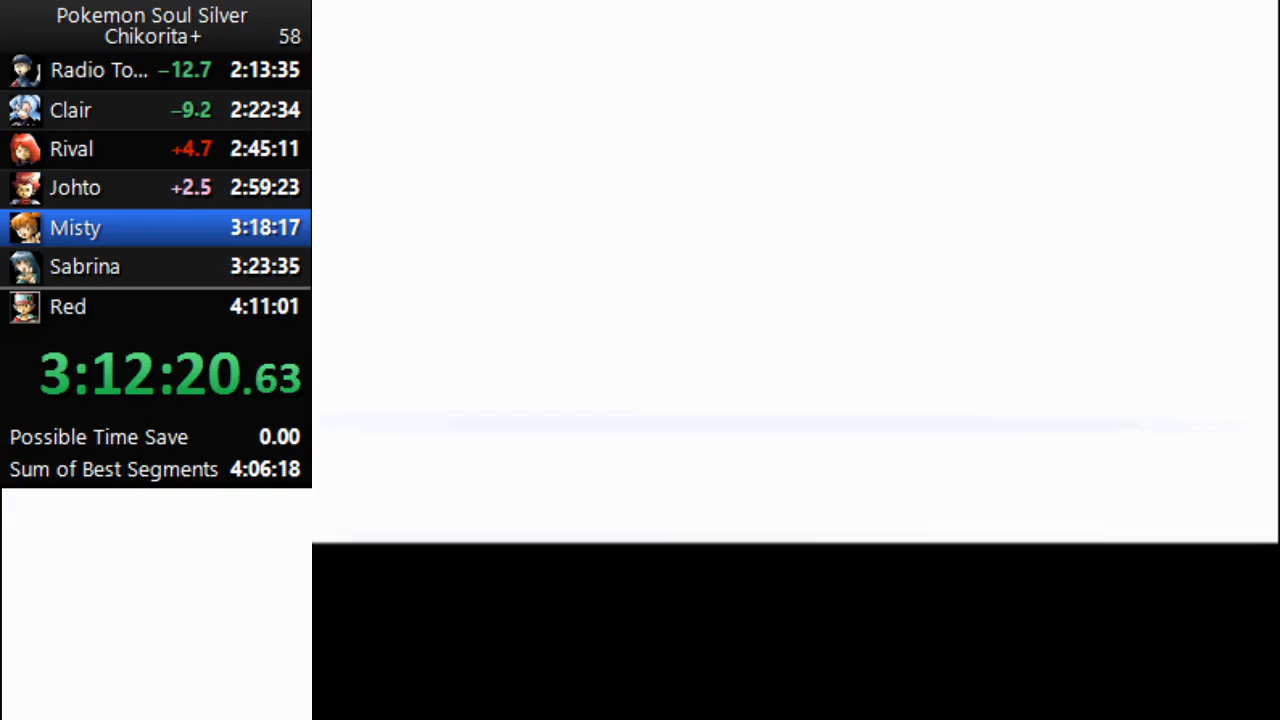 Pokemon Soul Silver
Chikorita+ 58
Radio To... −12.7 2:13:35
Clair −9.2 2:22:34
Rival +4.7 2:45:11
Johto +2.5 2:59:23
Misty 3:18:17
Sabrina 3:23:35
Red 4:11:01
3:12:20.63
Possible Time Save 0.00
Sum of Best Segments 4:06:18